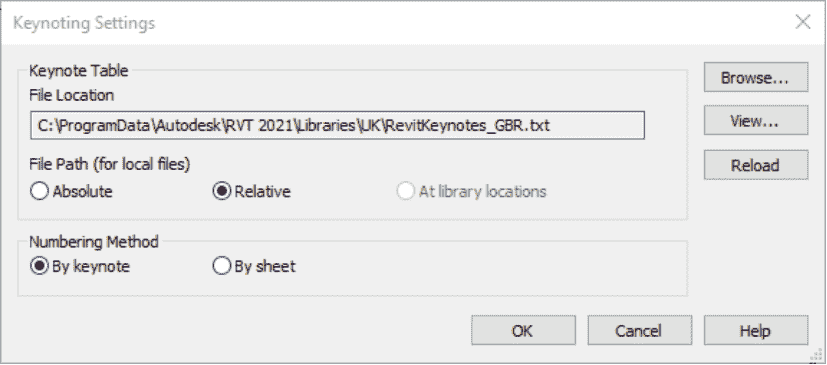 Keynoting Settings
Keynote Table
File Location
C:\ProgramData\Autodesk\RVT 2021\Libraries\UK\RevitKeynotes_GBR.txt
File Path (for local files)
Absolute Relative At library locations
Numbering Method
By keynote By sheet
Browse...
View...
Reload
OK Cancel Help